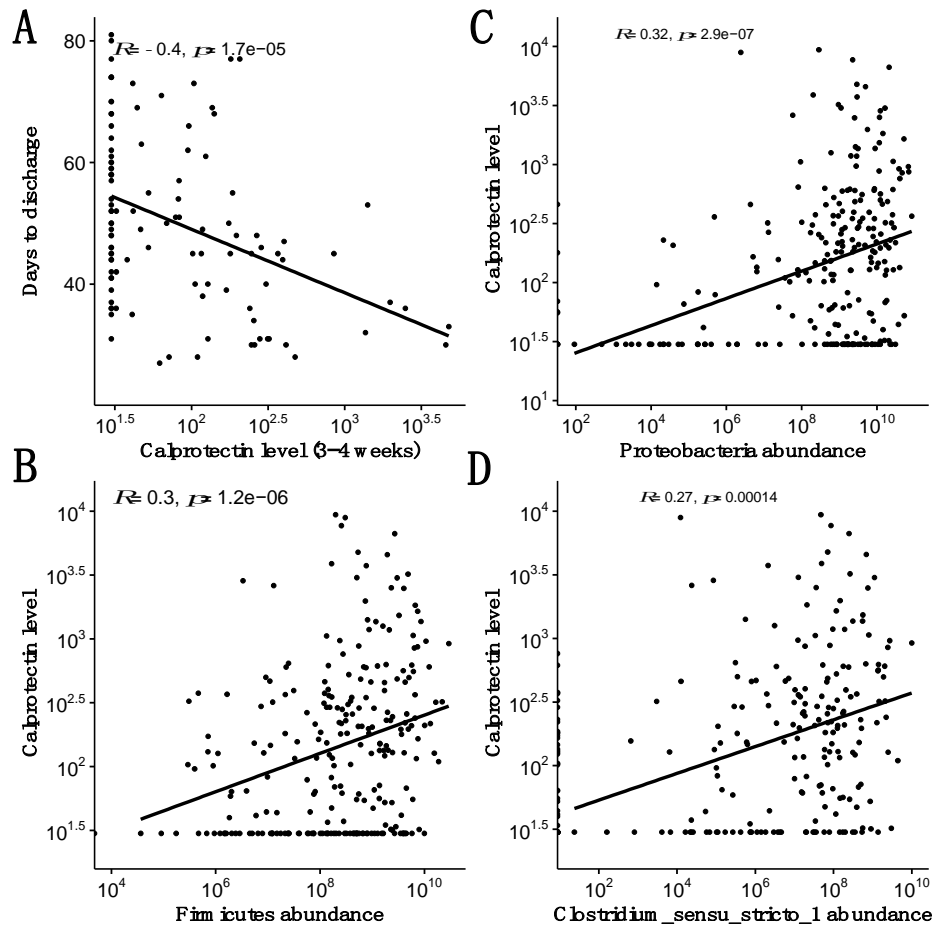 A
R = - 0.4, p = 1.7e−05
80
60
40
Days to discharge
10^1.5 10^2 10^2.5 10^3 10^3.5
Calprotectin level (3−4 weeks)
C
R = 0.32, p = 2.9e−07
10^4
10^3.5
10^3
10^2.5
10^2
10^1.5
10^1
Calprotectin level
10^2 10^4 10^6 10^8 10^10
Proteobacteria abundance
B
R = 0.3, p = 1.2e−06
10^4
10^3.5
10^3
10^2.5
10^2
10^1.5
Calprotectin level
10^4 10^6 10^8 10^10
Firmicutes abundance
D
R = 0.27, p = 0.00014
10^4
10^3.5
10^3
10^2.5
10^2
10^1.5
Calprotectin level
10^2 10^4 10^6 10^8 10^10
Clostridium_sensu_stricto_1 abundance